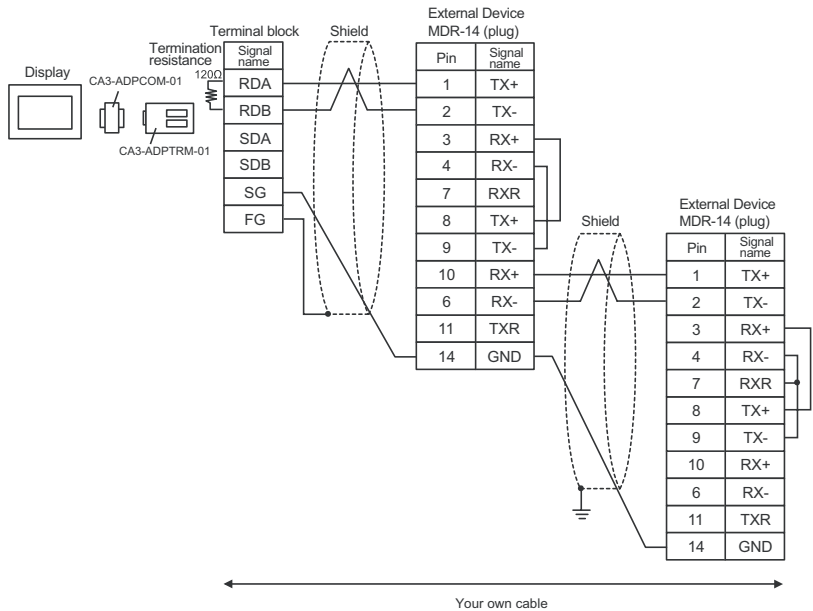 External Device
MDR-14 (plug)
Terminal block
Shield
Termination
resistance
120Ω
Signal
name
Pin
Signal
name
Display
CA3-ADPCOM-01
CA3-ADPTRM-01
RDA
1
TX+
RDB
2
TX-
SDA
3
RX+
SDB
4
RX-
SG
7
RXR
FG
8
TX+
9
TX-
10
RX+
6
RX-
11
TXR
14
GND
Shield
External Device
MDR-14 (plug)
Pin
Signal
name
1
TX+
2
TX-
3
RX+
4
RX-
7
RXR
8
TX+
9
TX-
10
RX+
6
RX-
11
TXR
14
GND
Your own cable